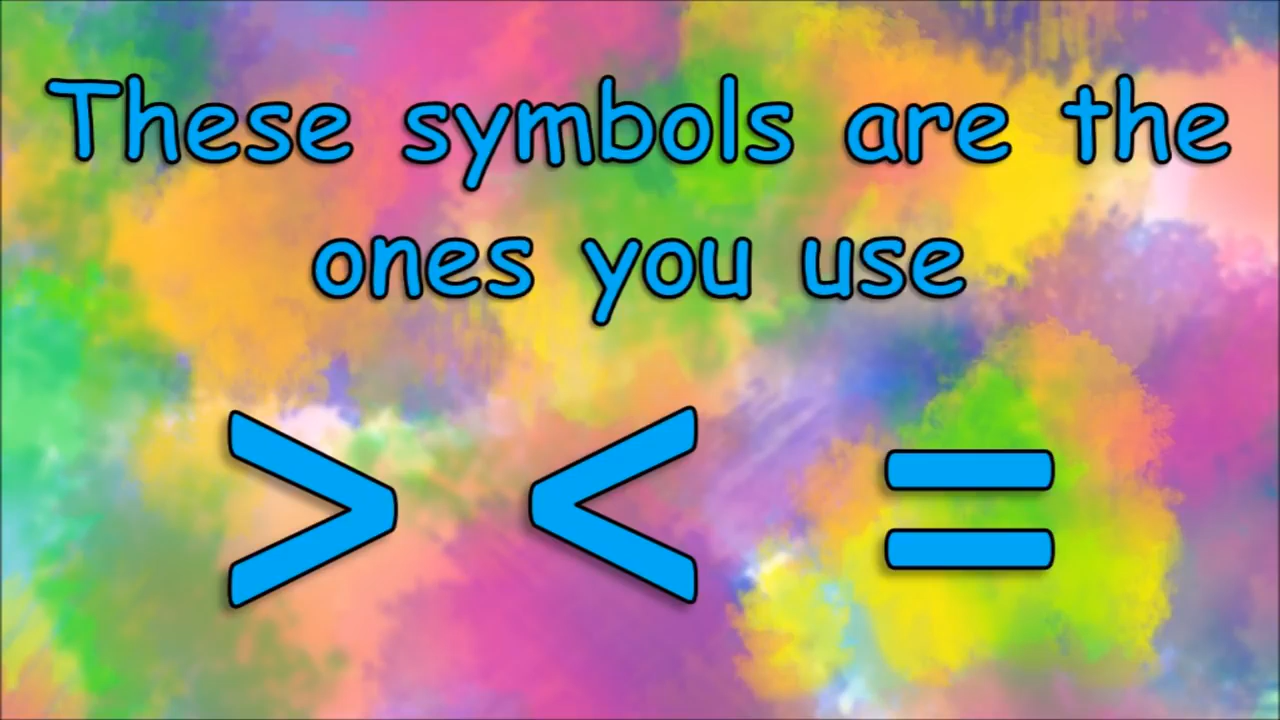 These symbols are the
ones you use
> < =